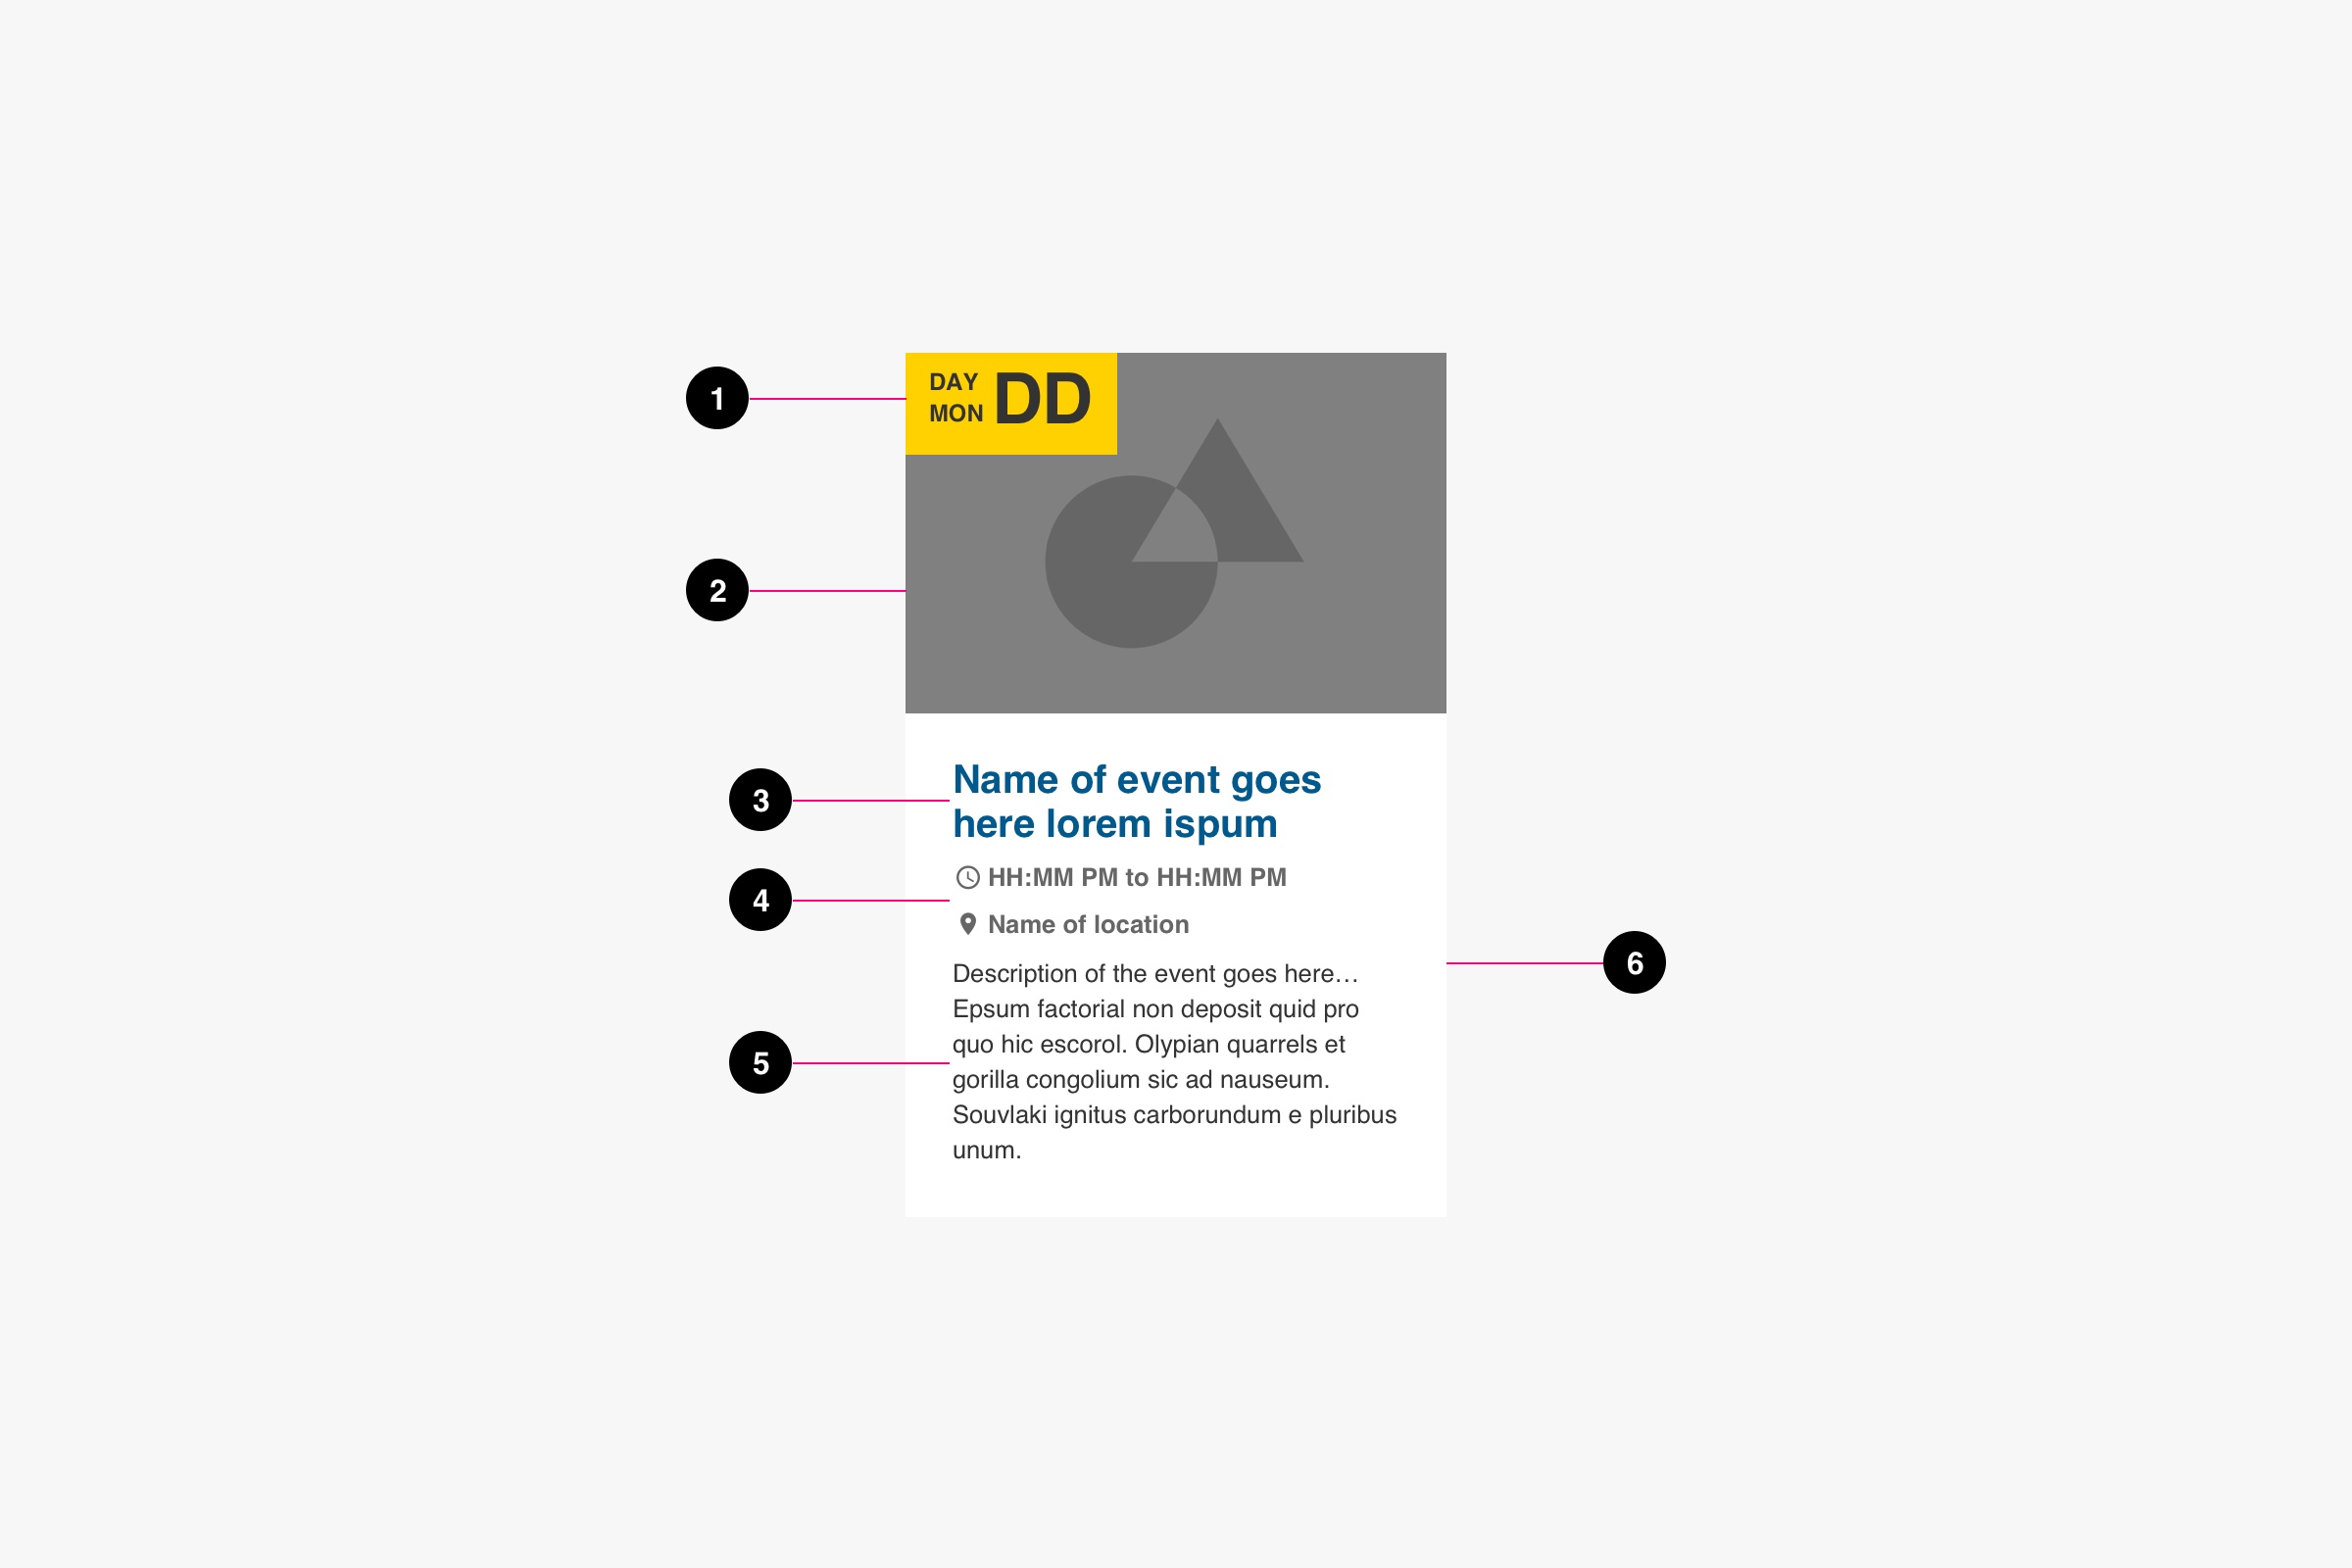 1
DAY
MON
DD
2
3
Name of event goes
here lorem ispum
4
HH:MM PM to HH:MM PM
Name of location
6
5
Description of the event goes here…
Epsum factorial non deposit quid pro
quo hic escorol. Olypian quarrels et
gorilla congolium sic ad nauseum.
Souvlaki ignitus carborundum e pluribus
unum.